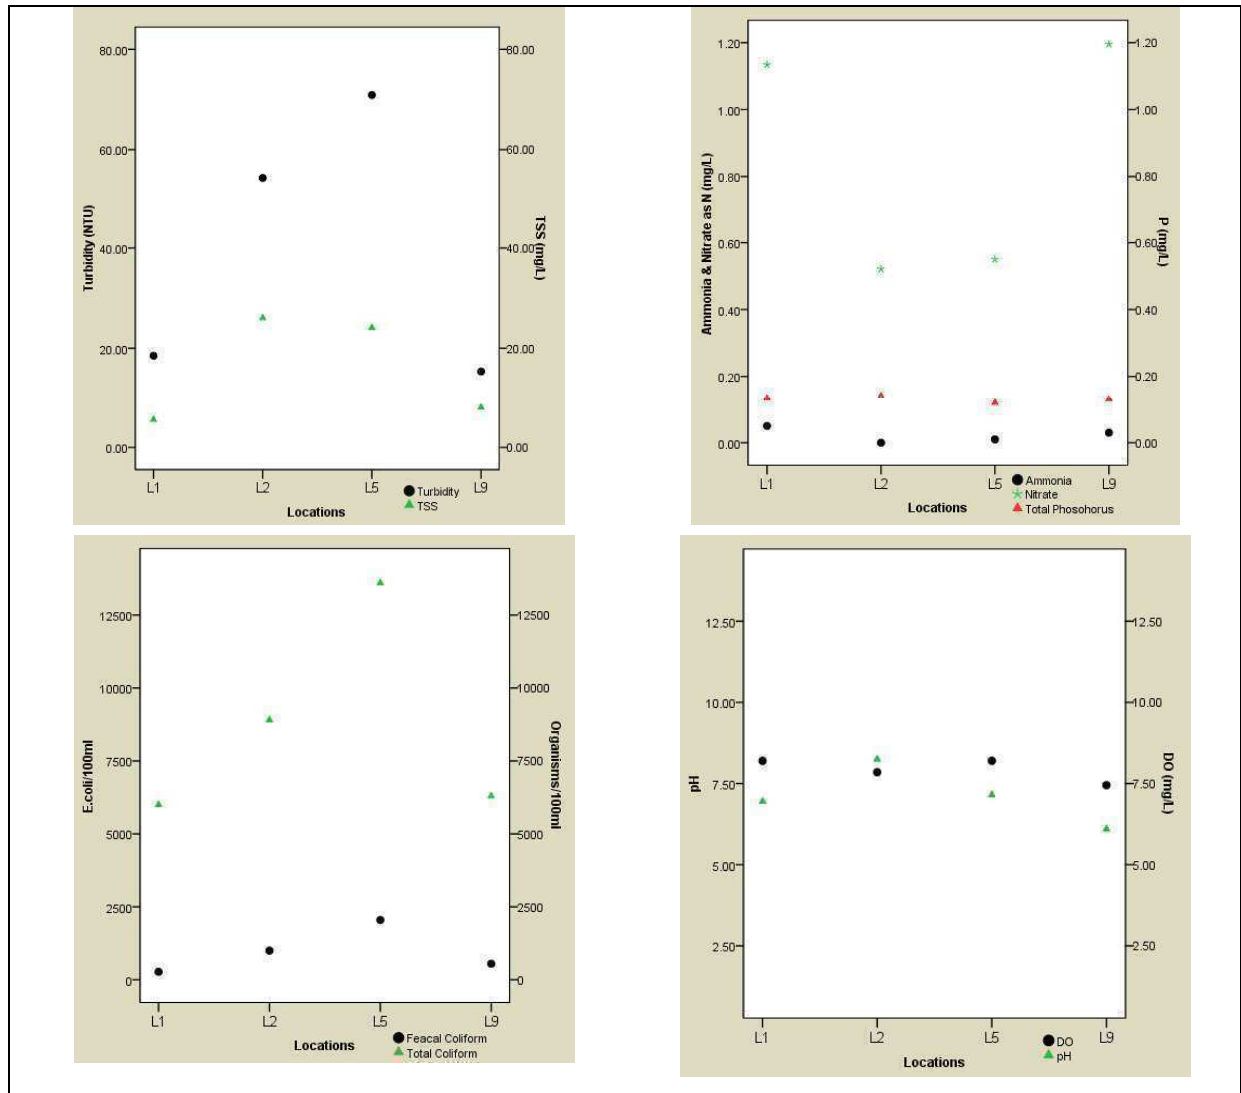 80.00
80.00
60.00
60.00
40.00
40.00
20.00
20.00
0.00
0.00
Turbidity (NTU)
TSS (mg/L)
L1
L2
L5
L9
Locations
Turbidity
TSS
1.20
1.20
1.00
1.00
0.80
0.80
0.60
0.60
0.40
0.40
0.20
0.20
0.00
0.00
Ammonia & Nitrate as N (mg/L)
P (mg/L)
L1
L2
L5
L9
Locations
Ammonia
Nitrate
Total Phosohorus
12500
12500
10000
10000
7500
7500
5000
5000
2500
2500
0
0
E.coli/100ml
Organisms/100ml
L1
L2
L5
L9
Locations
Feacal Coliform
Total Coliform
12.50
12.50
10.00
10.00
7.50
7.50
5.00
5.00
2.50
2.50
pH
DO (mg/L)
L1
L2
L5
L9
Locations
DO
pH